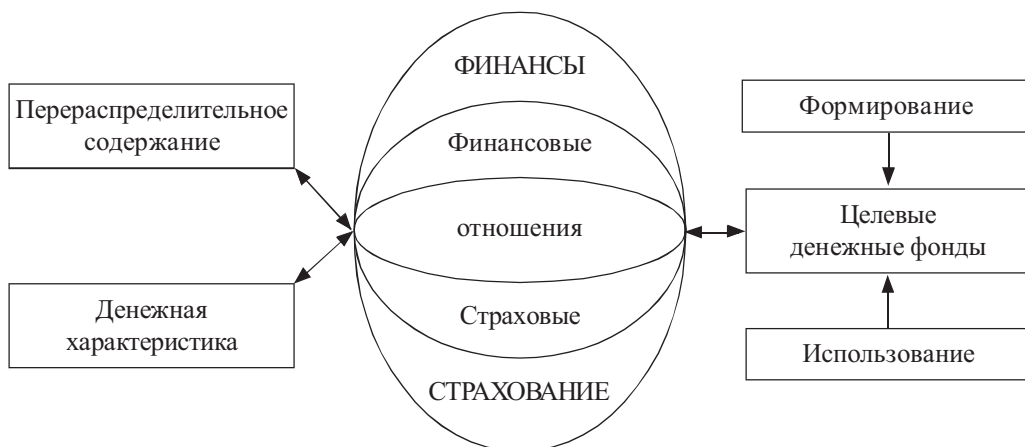 Перераспределительное
содержание
Денежная
характеристика
ФИНАНСЫ
Финансовые
отношения
Страховые
СТРАХОВАНИЕ
Формирование
Целевые
денежные фонды
Использование